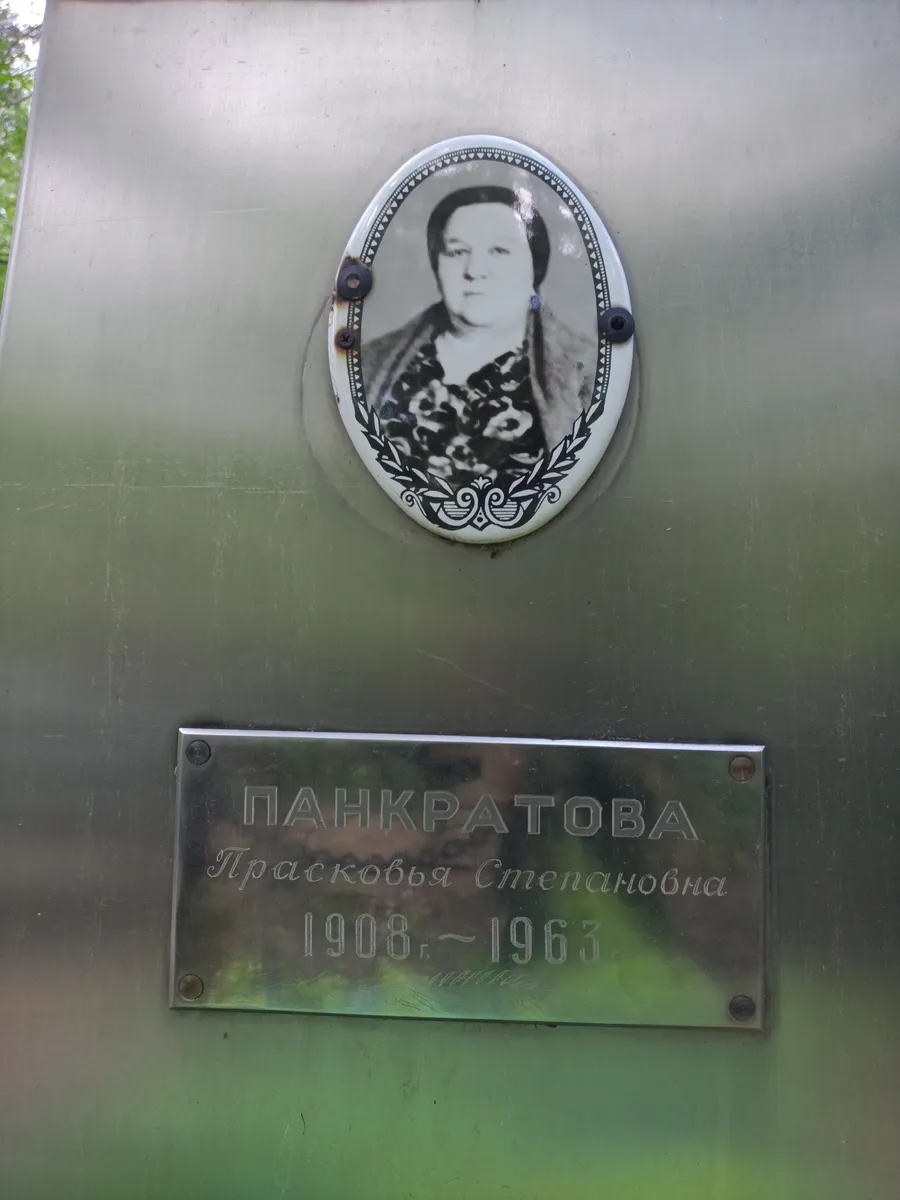 ПАНКРАТОВА
Прасковья Степановна
1908г. ~ 1963